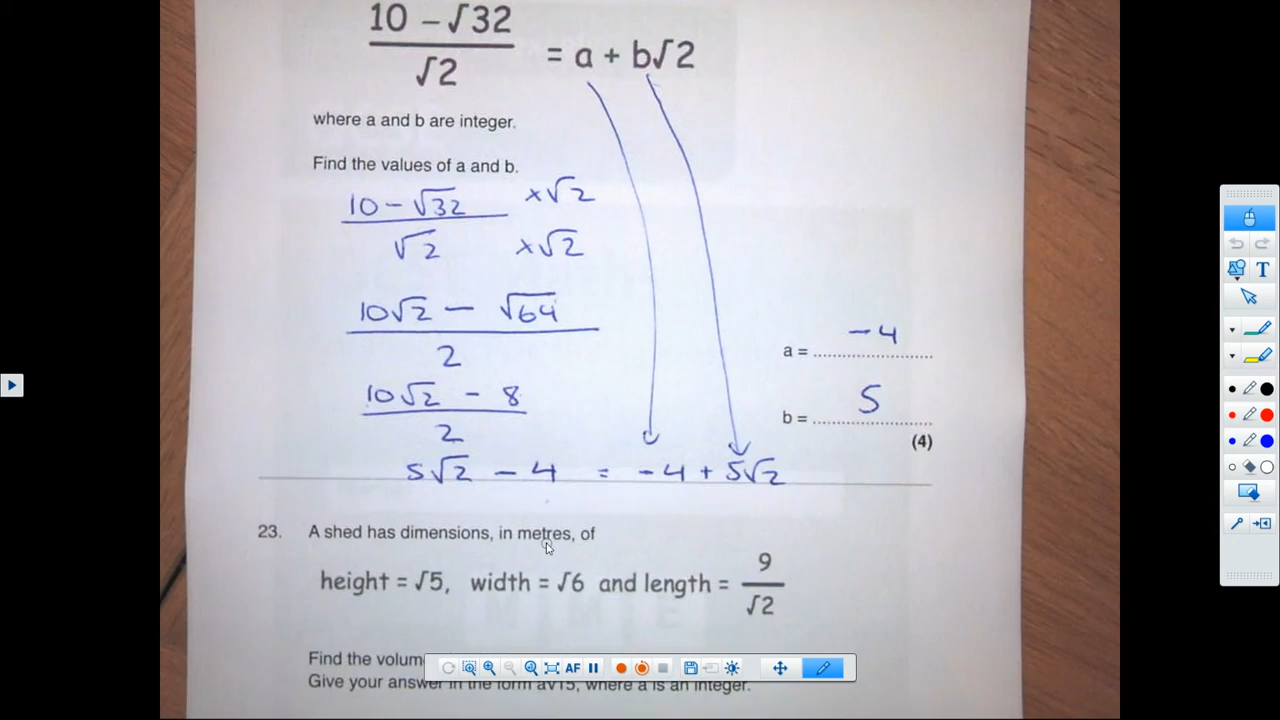 10 - √32
√2
= a + b√2
where a and b are integer.
Find the values of a and b.
10 - √32 x√2
√2 x√2
10√2 - √64
2
10√2 - 8
2
5√2 - 4 = -4 + 5√2
a = -4
b = 5
(4)
23. A shed has dimensions, in metres, of
height = √5, width = √6 and length = 9
√2
Find the volum
Give your answer in the form a√15, where a is an integer.
AF
T